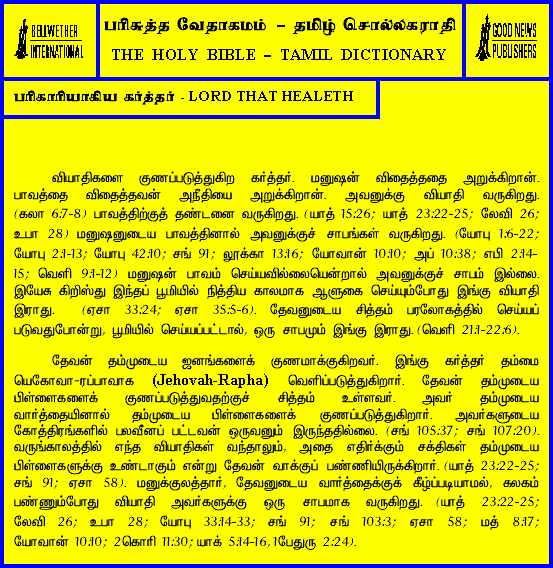 BELLWETHER
INTERNATIONAL
பரிசுத்த வேதாகமம் – தமிழ் சொல்லகராதி
THE HOLY BIBLE – TAMIL DICTIONARY
GOOD NEWS
PUBLISHERS
பரிகாரியாகிய கர்த்தர் - LORD THAT HEALETH
வியாதிகளை குணப்படுத்துகிற கர்த்தர். மனுஷன் விதைத்ததை அறுக்கிறான்.
பாவத்தை விதைத்தவன் அநீதியை அறுக்கிறான். அவனுக்கு வியாதி வருகிறது.
(கலா 6:7-8) பாவத்திற்குத் தண்டனை வருகிறது. (யாத் 15:26; யாத் 23:22-25; லேவி 26;
உபா 28) மனுஷனுடைய பாவத்தினால் அவனுக்குச் சாபங்கள் வருகிறது. (யோபு 1:6-22;
யோபு 2:1-13; யோபு 42:10; சங் 91; லூக்கா 13:16; யோவான் 10:10; அப் 10:38; எபி 2:14-
15; வெளி 9:1-12) மனுஷன் பாவம் செய்யவில்லையென்றால் அவனுக்குச் சாபம் இல்லை.
இயேசு கிறிஸ்து இந்தப் பூமியில் நித்திய காலமாக ஆளுகை செய்யும்போது இங்கு வியாதி
இராது. (ஏசா 33:24; ஏசா 35:5-6). தேவனுடைய சித்தம் பரலோகத்தில் செய்யப்
படுவதுபோன்று, பூமியில் செய்யப்பட்டால், ஒரு சாபமும் இங்கு இராது. (வெளி 21:1-22:6).
தேவன் தம்முடைய ஜனங்களைக் குணமாக்குகிறவர். இங்கு கர்த்தர் தம்மை
யெகோவா-ரப்பாவாக (Jehovah-Rapha) வெளிப்படுத்துகிறார். தேவன் தம்முடைய
பிள்ளைகளைக் குணப்படுத்துவதற்குச் சித்தம் உள்ளவர். அவர் தம்முடைய
வார்த்தையினால் தம்முடைய பிள்ளைகளைக் குணப்படுத்துகிறார். அவர்களுடைய
கோத்திரங்களில் பலவீனப் பட்டவன் ஒருவனும் இருந்ததில்லை. (சங் 105:37; சங் 107:20).
வருங்காலத்தில் எந்த வியாதிகள் வந்தாலும், அதை எதிர்க்கும் சக்திகள் தம்முடைய
பிள்ளைகளுக்கு உண்டாகும் என்று தேவன் வாக்குப் பண்ணியிருக்கிறார். (யாத் 23:22-25;
சங் 91; ஏசா 58). மனுக்குலத்தார், தேவனுடைய வார்த்தைக்குக் கீழ்ப்படியாமல், கலகம்
பண்ணும்போது வியாதி அவர்களுக்கு ஒரு சாபமாக வருகிறது. (யாத் 23:22-25;
லேவி 26; உபா 28; யோபு 33:14-33; சங் 91; சங் 103:3; ஏசா 58; மத் 8:17;
யோவான் 10:10; 2கொரி 11:30; யாக் 5:14-16, 1பேதுரு 2:24).